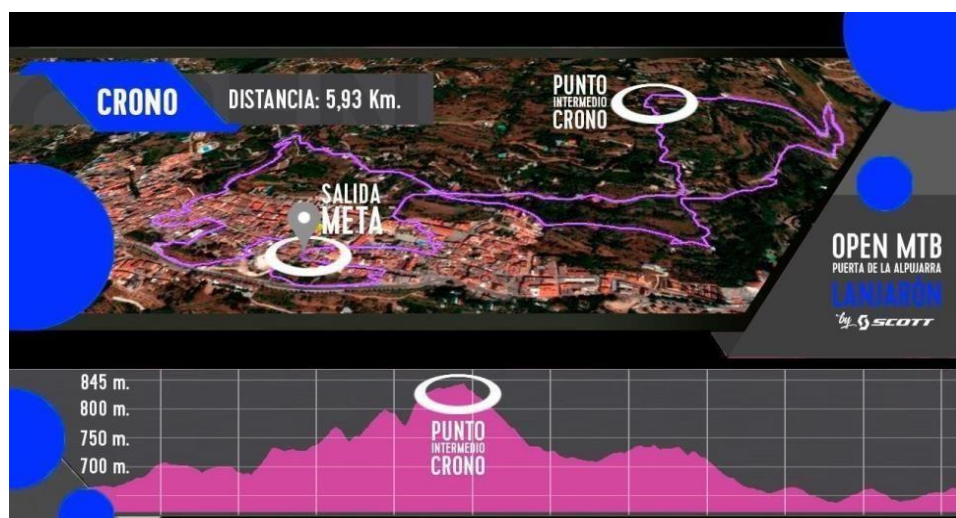 CRONO
DISTANCIA: 5,93 Km.
PUNTO
INTERMEDIO
CRONO
SALIDA
META
OPEN MTB
PUERTA DE LA ALPUJARRA
LANJARÓN
by SCOTT
845 m.
800 m.
750 m.
700 m.
PUNTO
INTERMEDIO
CRONO